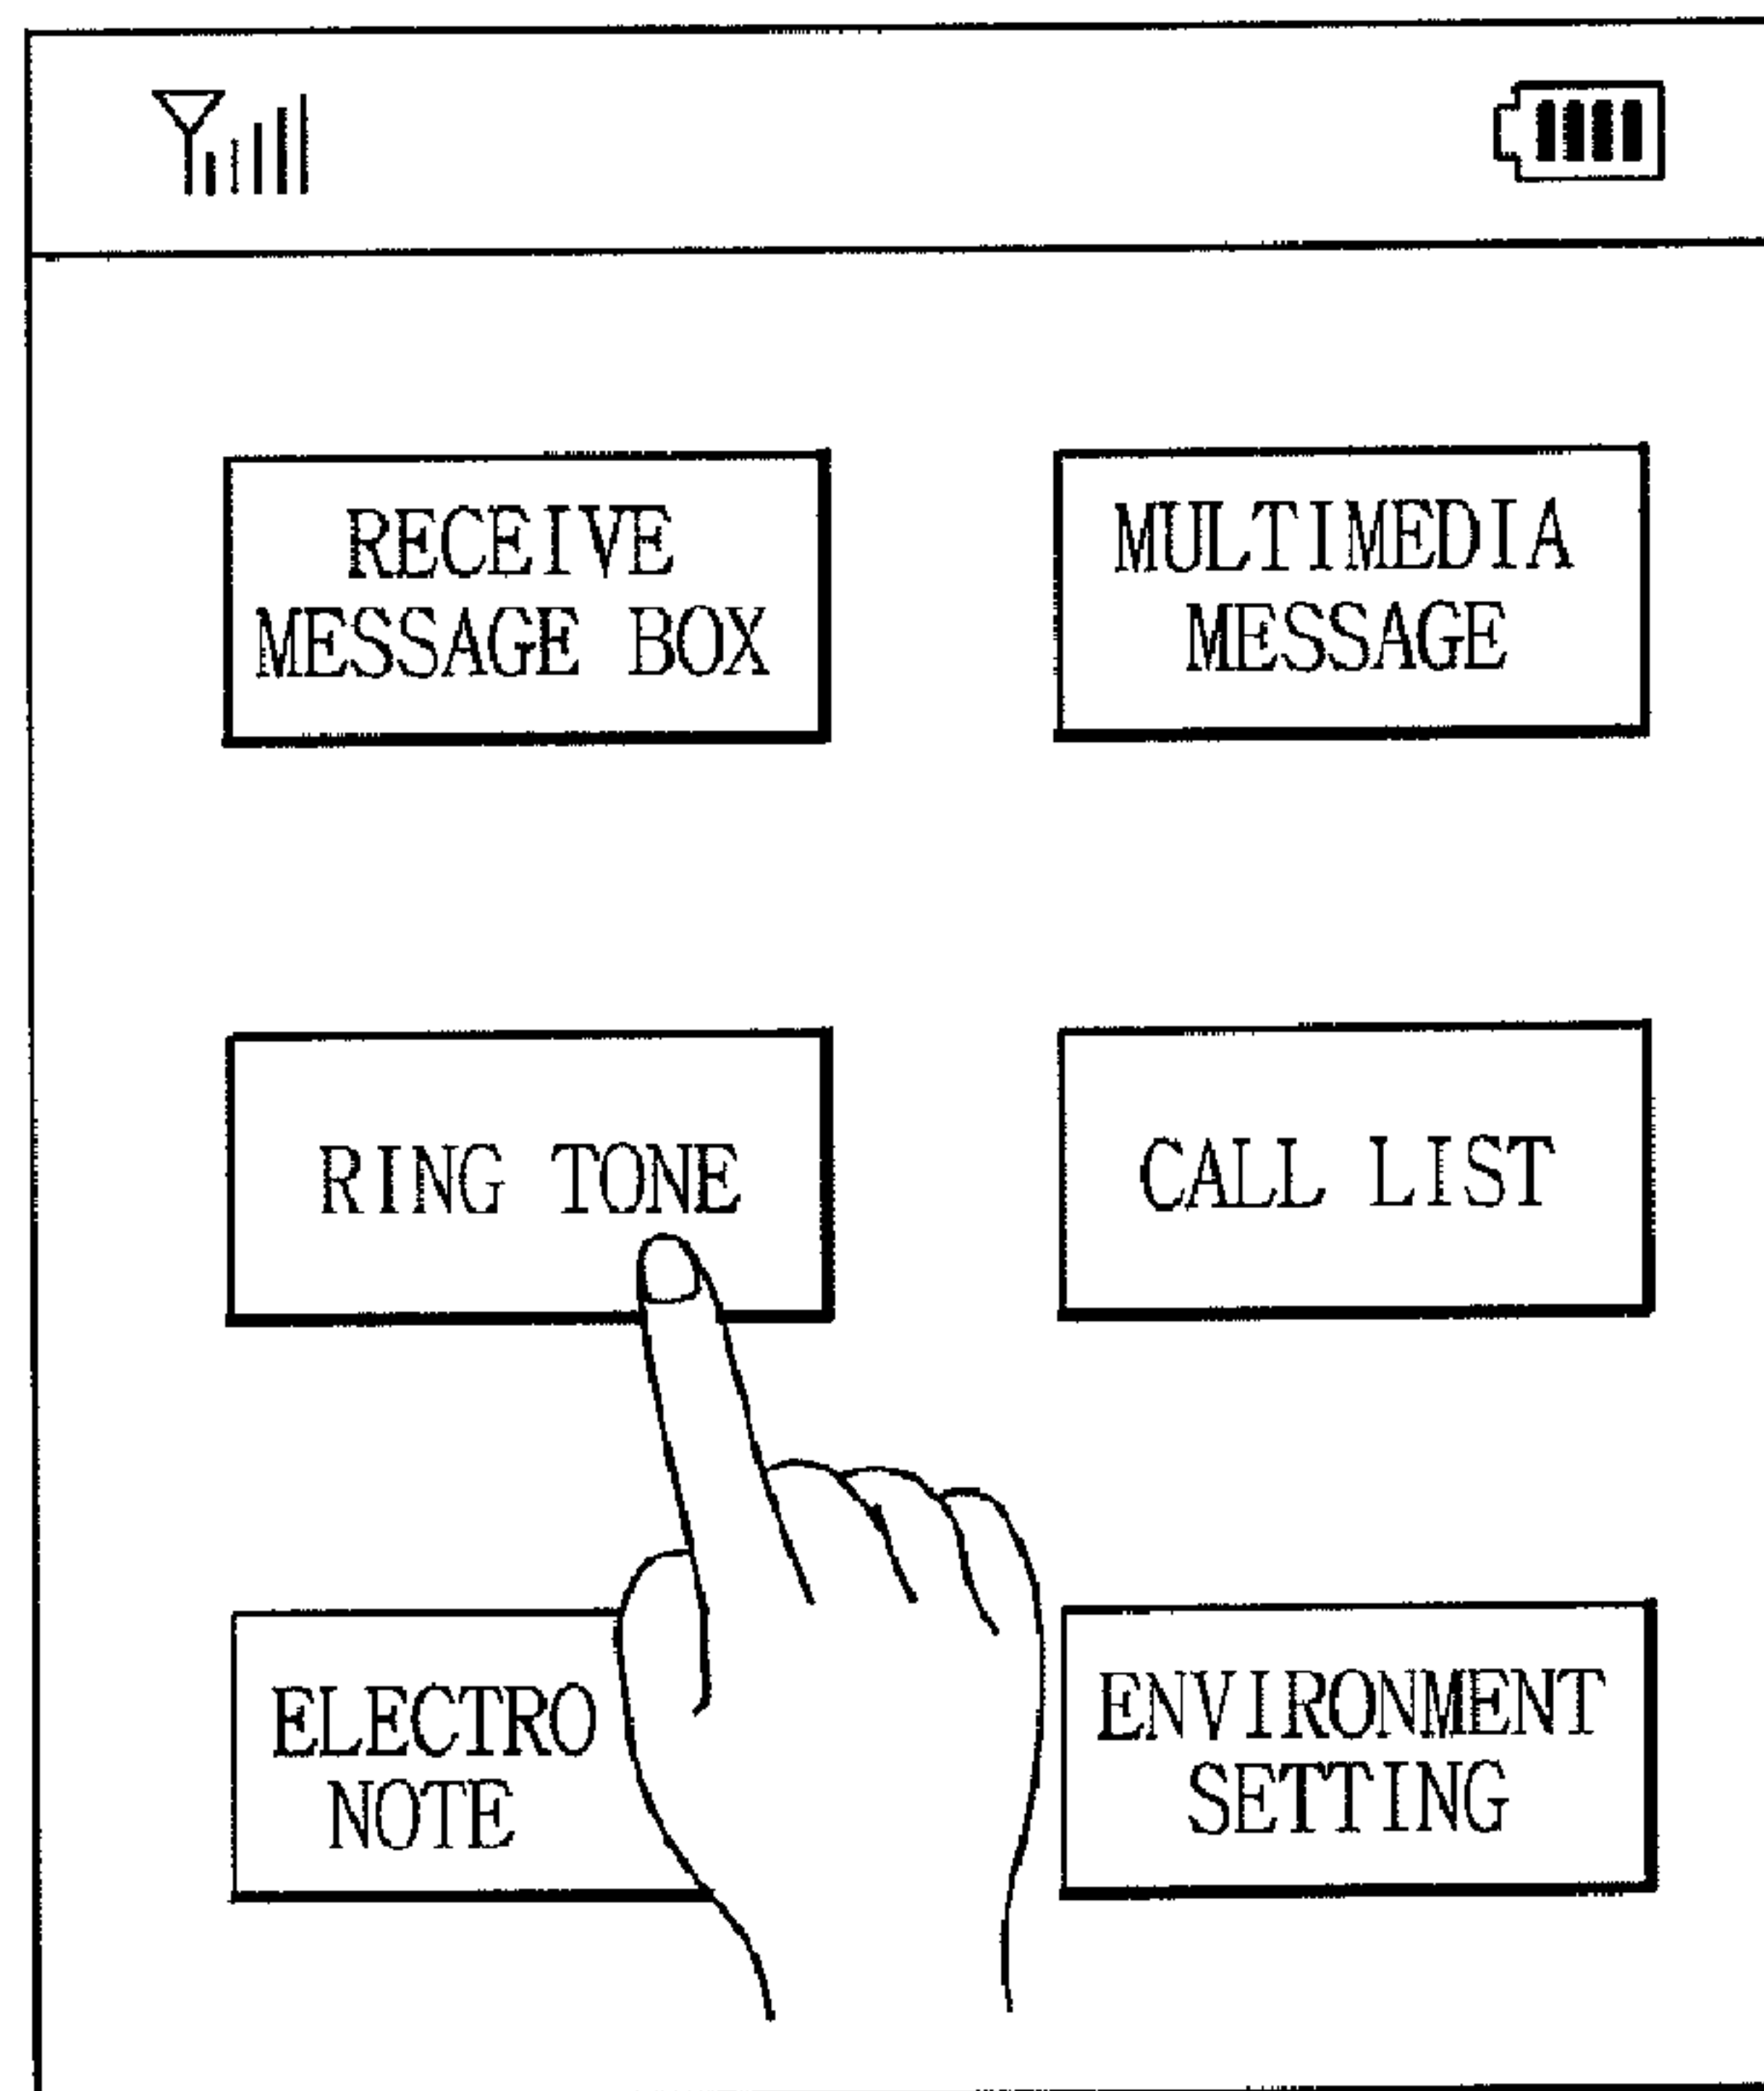 RECEIVE
MESSAGE BOX
MULTIMEDIA
MESSAGE
RING TONE
CALL LIST
ELECTRO
NOTE
ENVIRONMENT
SETTING